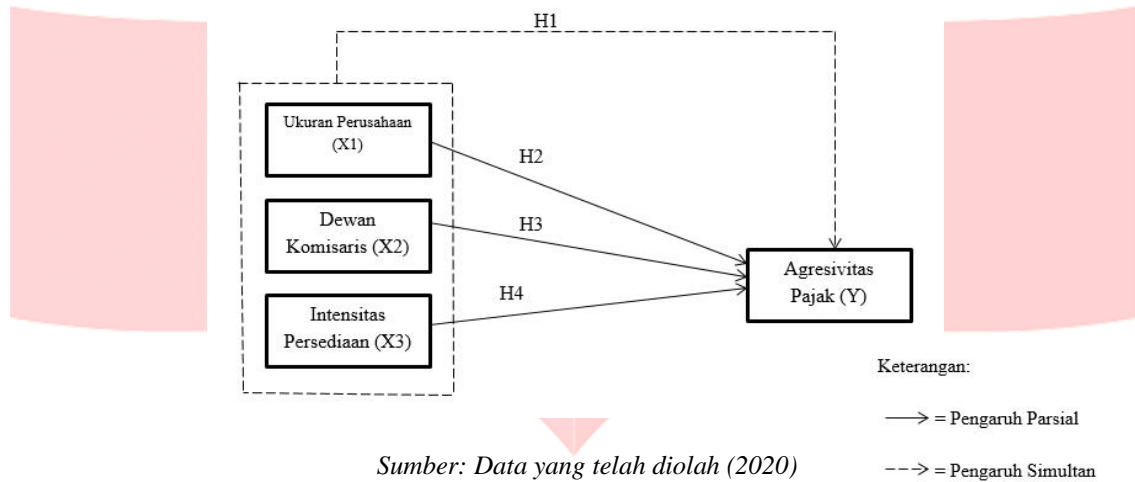 H1
Ukuran Perusahaan
(X1)
H2
Dewan
Komisaris (X2)
H3
Agresivitas
Pajak (Y)
Intensitas
Persediaan (X3)
H4
Keterangan:
= Pengaruh Parsial
Sumber: Data yang telah diolah (2020)
= Pengaruh Simultan